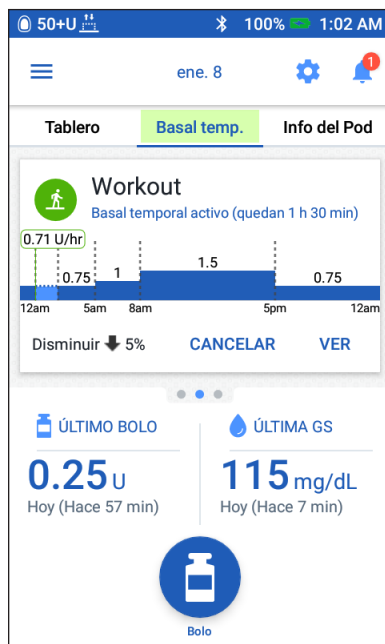 50+U 100% 1:02 AM
ene. 8 1
Tablero Basal temp. Info del Pod
Workout
Basal temporal activo (quedan 1 h 30 min)
0.71 U/hr
0.75 1 1.5 0.75
12am 5am 8am 5pm 12am
Disminuir 5% CANCELAR VER
ÚLTIMO BOLO ÚLTIMA GS
0.25 U 115 mg/dL
Hoy (Hace 57 min) Hoy (Hace 7 min)
Bolo